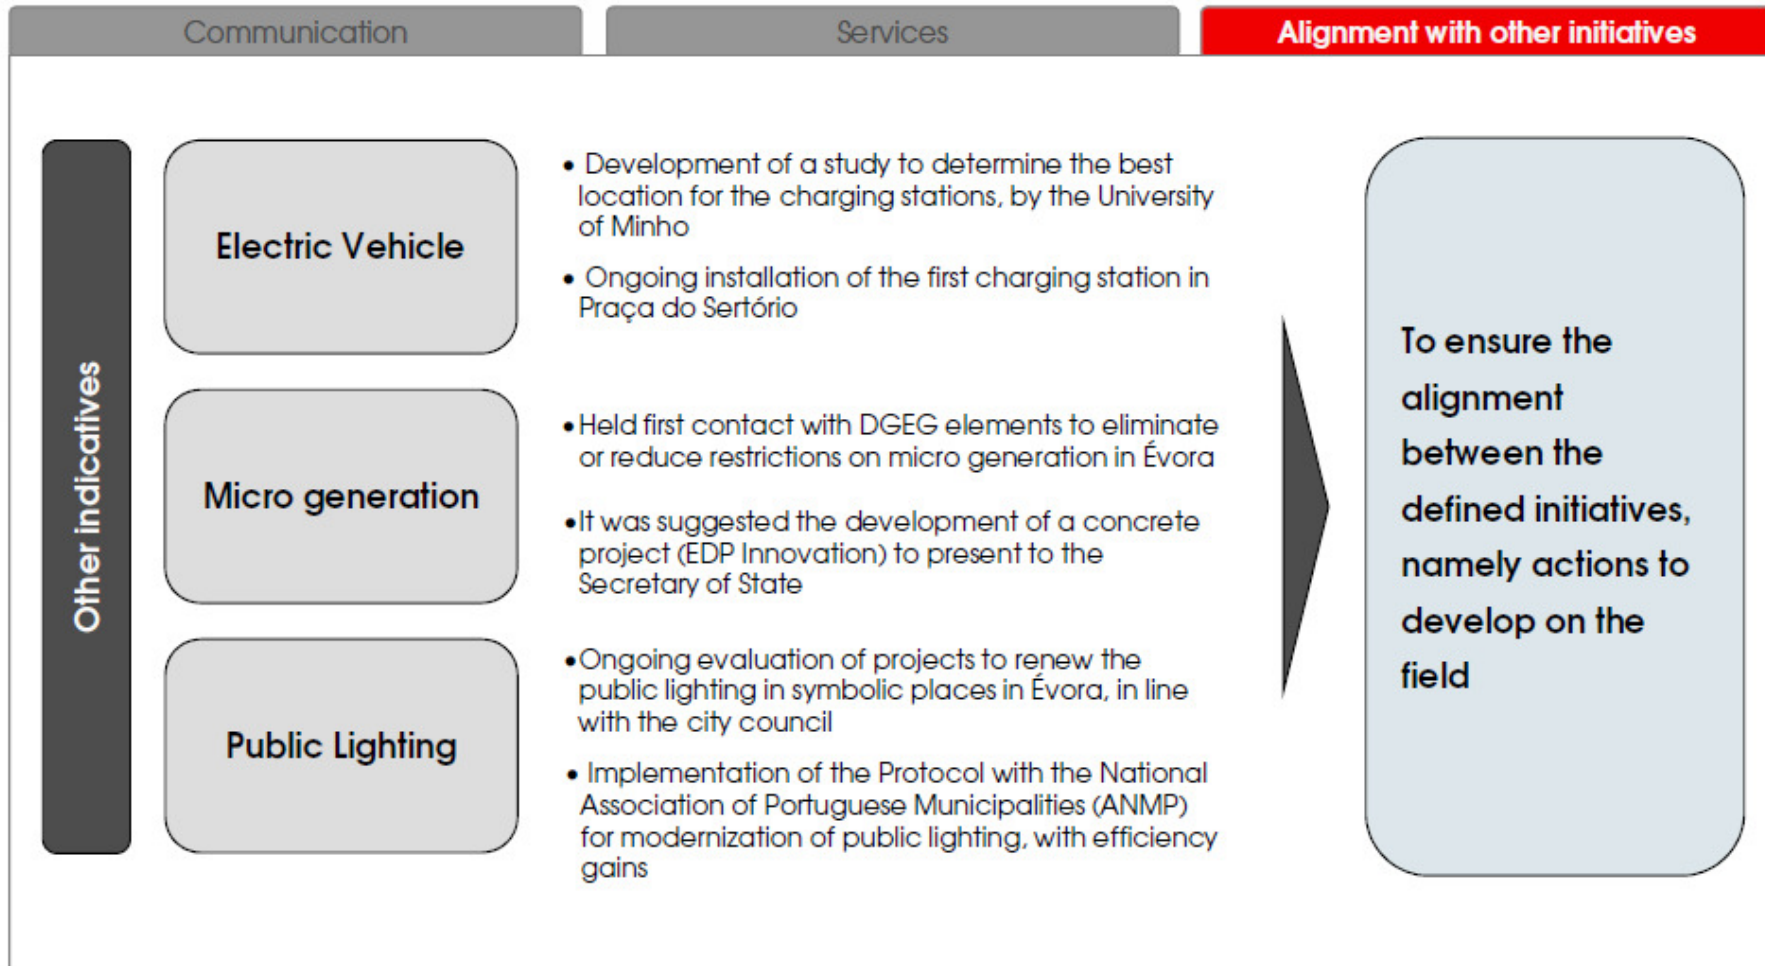 Communication
Services
Alignment with other initiatives
Other indicatives
Electric Vehicle
• Development of a study to determine the best
location for the charging stations, by the University
of Minho
• Ongoing installation of the first charging station in
Praça do Sertório
Micro generation
•Held first contact with DGEG elements to eliminate
or reduce restrictions on micro generation in Évora
•It was suggested the development of a concrete
project (EDP Innovation) to present to the
Secretary of State
Public Lighting
•Ongoing evaluation of projects to renew the
public lighting in symbolic places in Évora, in line
with the city council
• Implementation of the Protocol with the National
Association of Portuguese Municipalities (ANMP)
for modernization of public lighting, with efficiency
gains
To ensure the
alignment
between the
defined initiatives,
namely actions to
develop on the
field